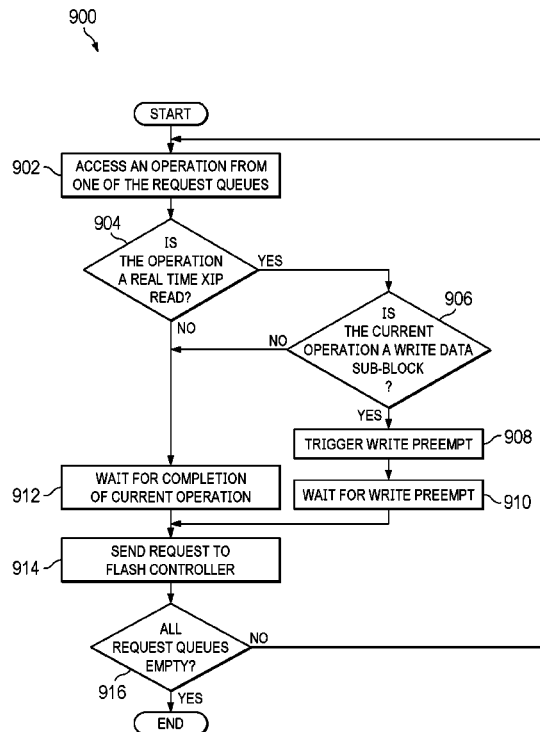 900
START
902
ACCESS AN OPERATION FROM
ONE OF THE REQUEST QUEUES
904
IS
THE OPERATION
A REAL TIME XIP
READ?
YES
NO
906
IS
THE CURRENT
OPERATION A WRITE DATA
SUB-BLOCK
?
NO
YES
TRIGGER WRITE PREEMPT
908
912
WAIT FOR COMPLETION
OF CURRENT OPERATION
WAIT FOR WRITE PREEMPT
910
914
SEND REQUEST TO
FLASH CONTROLLER
ALL
REQUEST QUEUES
EMPTY?
NO
916
YES
END